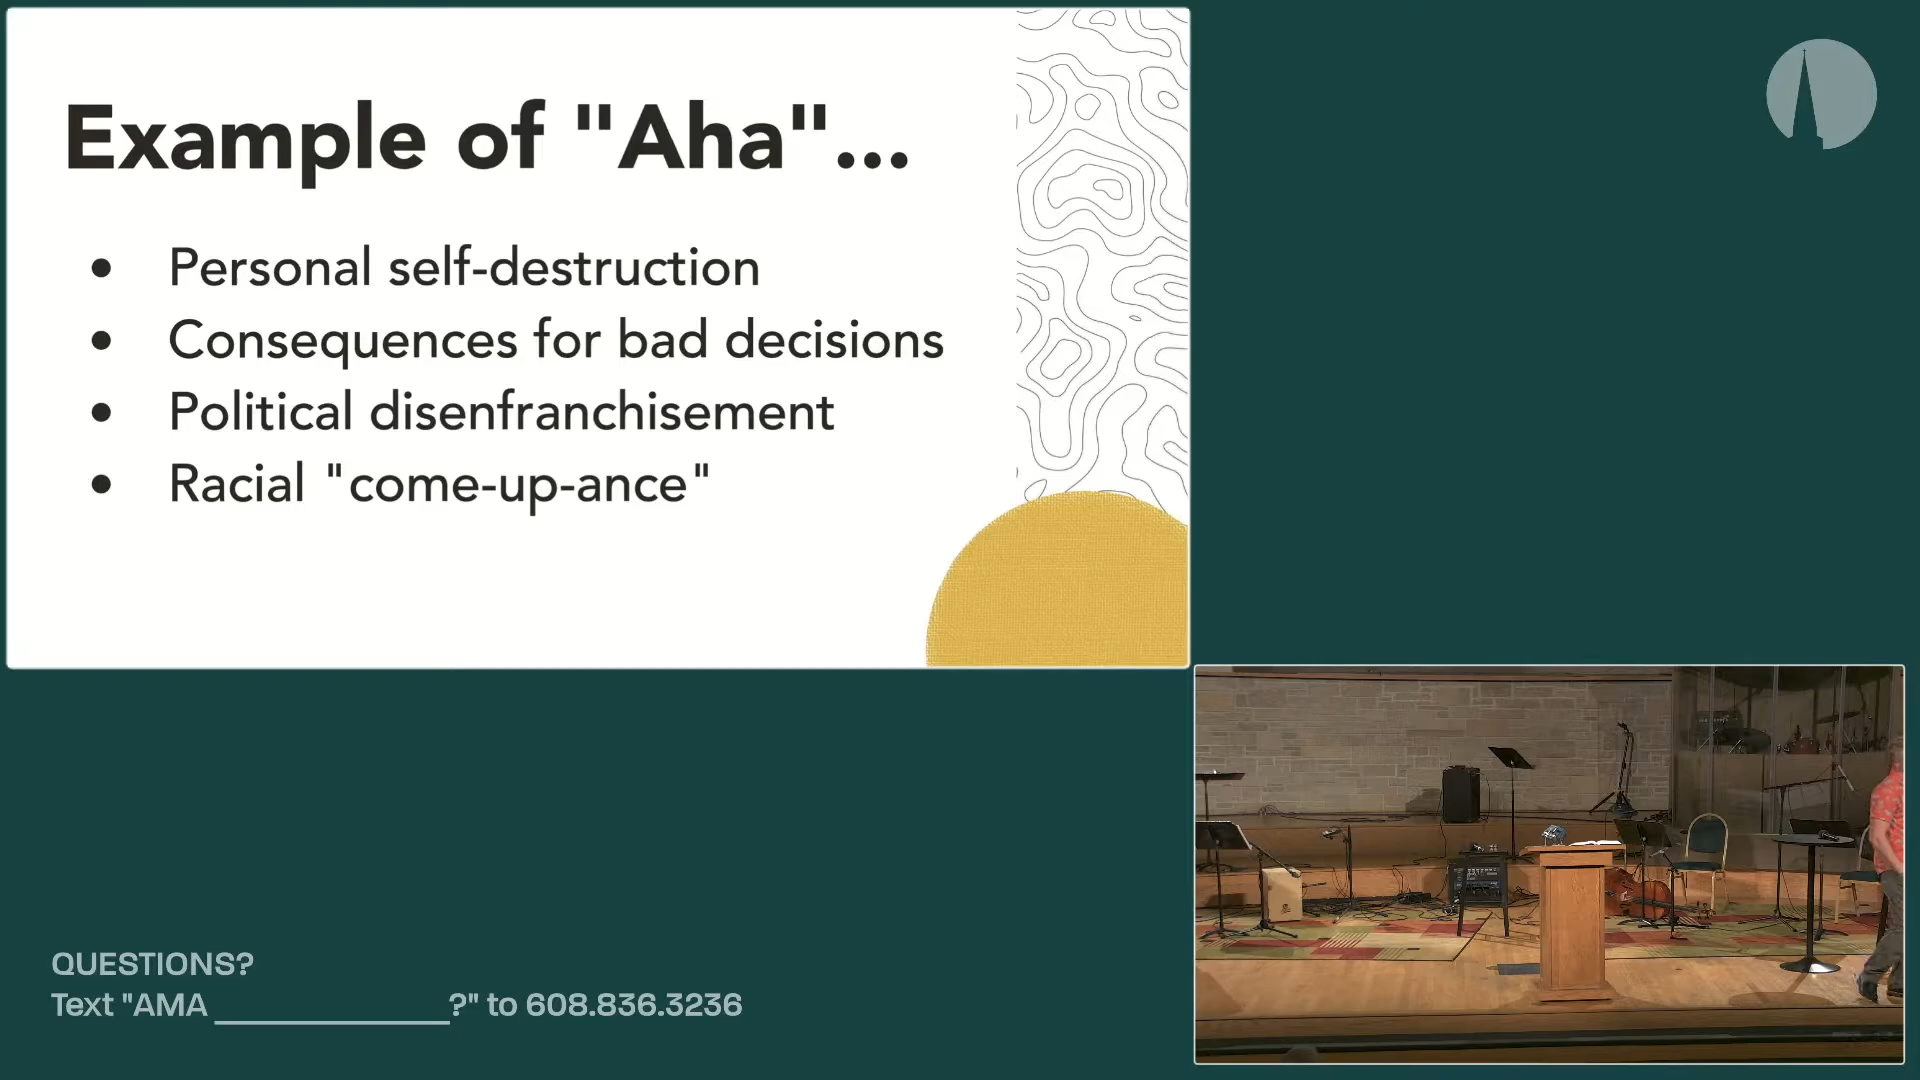 Example of "Aha"...
• Personal self-destruction
• Consequences for bad decisions
• Political disenfranchisement
• Racial "come-up-ance"
QUESTIONS?
Text "AMA ______________?" to 608.836.3236